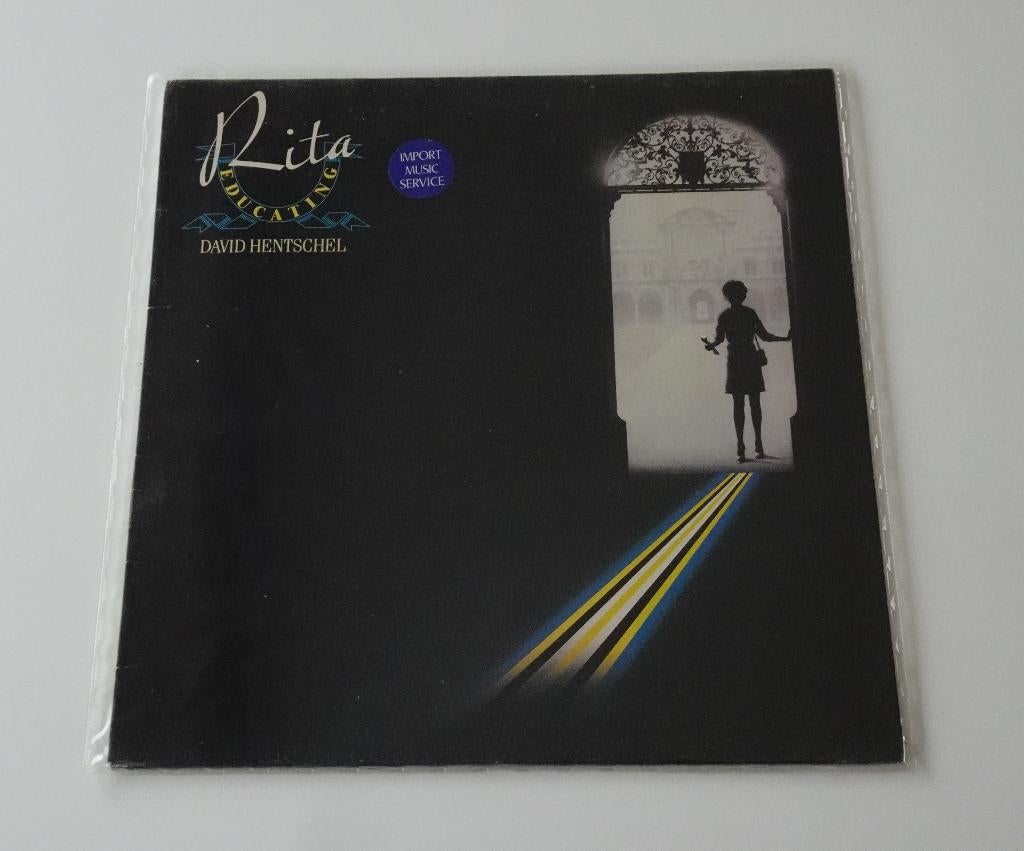 Rita
EDUCATING
DAVID HENTSCHEL
IMPORT
MUSIC
SERVICE